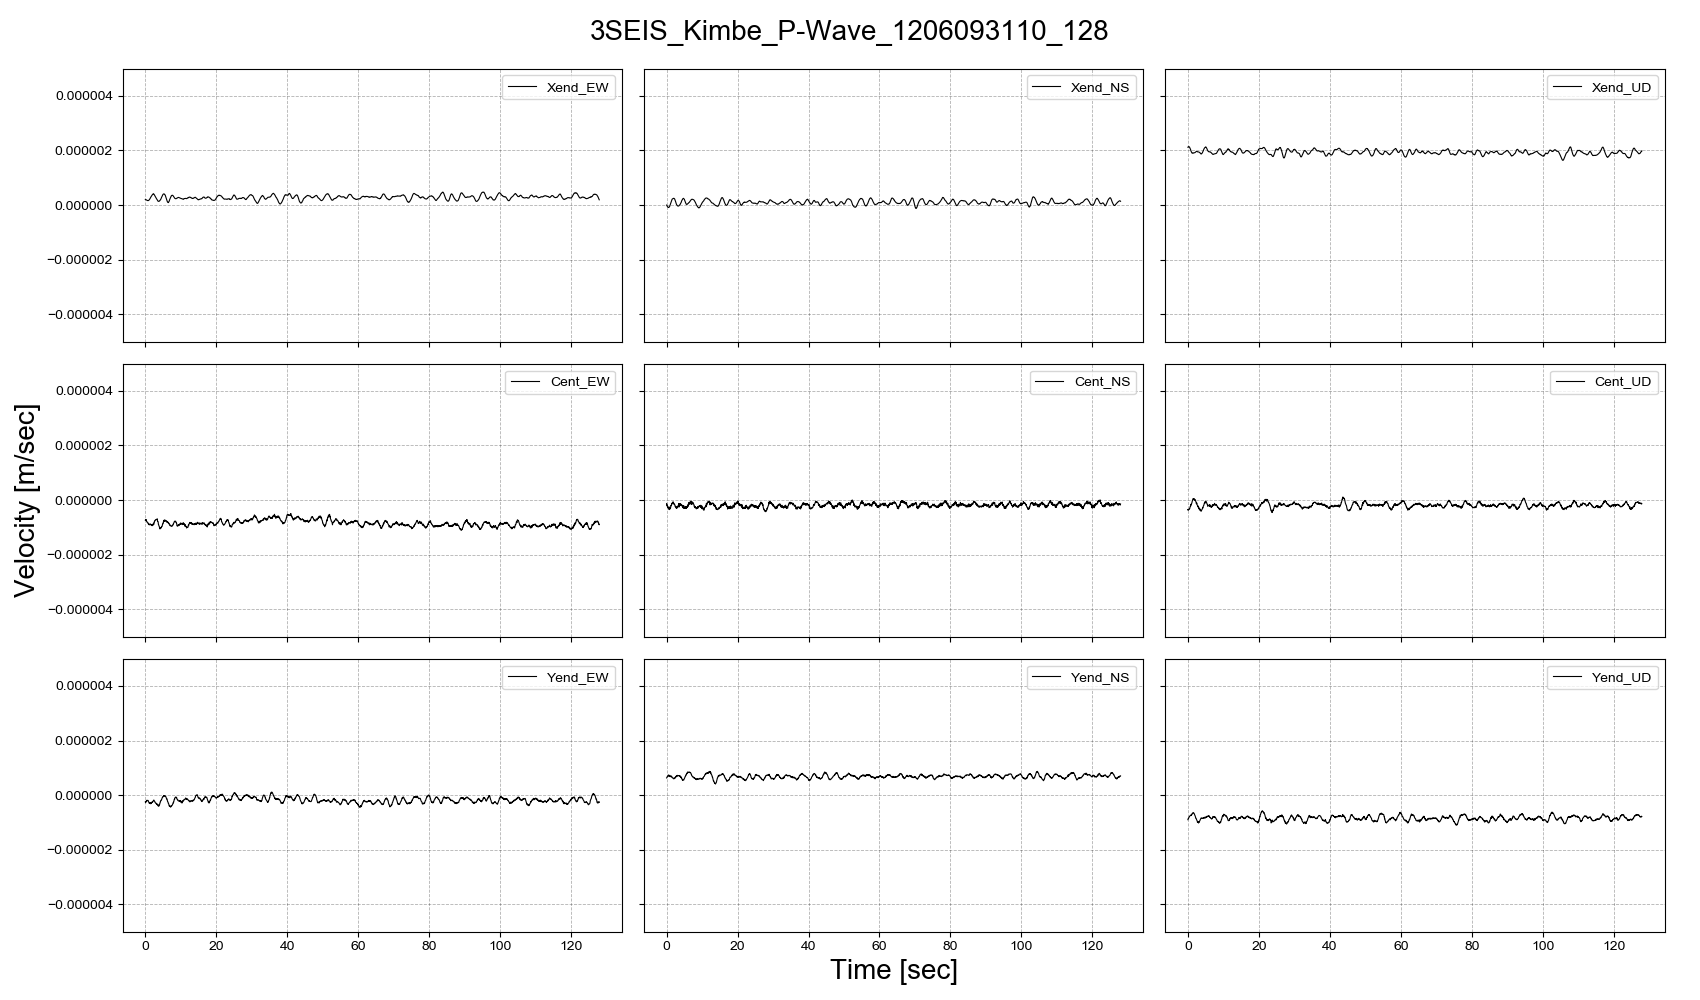 3SEIS_Kimbe_P-Wave_1206093110_128
Xend_EW
Xend_NS
Xend_UD
0.000004
0.000002
0.000000
−0.000002
−0.000004
Cent_EW
Cent_NS
Cent_UD
0.000004
0.000002
0.000000
−0.000002
−0.000004
Velocity [m/sec]
Yend_EW
Yend_NS
Yend_UD
0.000004
0.000002
0.000000
−0.000002
−0.000004
0 20 40 60 80 100 120
0 20 40 60 80 100 120
0 20 40 60 80 100 120
Time [sec]